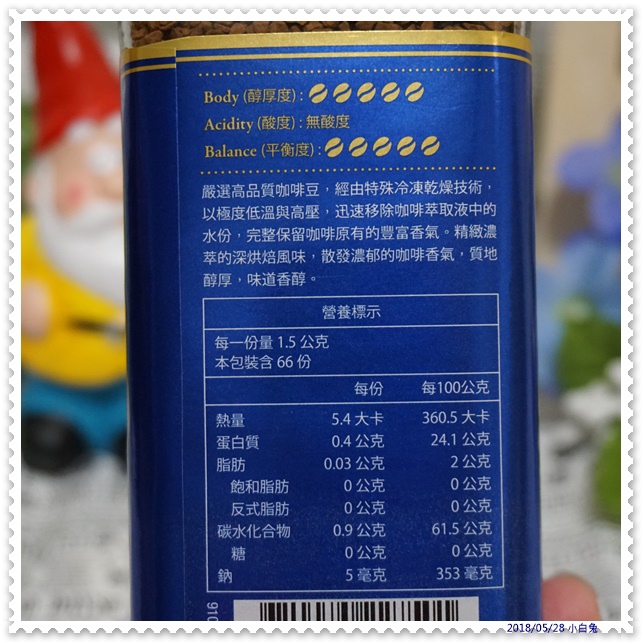 Body (醇厚度) :
Acidity (酸度) : 無酸度
Balance (平衡度) :
嚴選高品質咖啡豆，經由特殊冷凍乾燥技術，
以極度低溫與高壓，迅速移除咖啡萃取液中的
水份，完整保留咖啡原有的豐富香氣。精緻濃
萃的深烘焙風味，散發濃郁的咖啡香氣，質地
醇厚，味道香醇。
營養標示
每一份量 1.5 公克
本包裝含 66 份
每份 每100公克
熱量 5.4 大卡 360.5 大卡
蛋白質 0.4 公克 24.1 公克
脂肪 0.03 公克 2 公克
飽和脂肪 0 公克 0 公克
反式脂肪 0 公克 0 公克
碳水化合物 0.9 公克 61.5 公克
糖 0 公克 0 公克
鈉 5 毫克 353 毫克
2018/05/28 小白兔